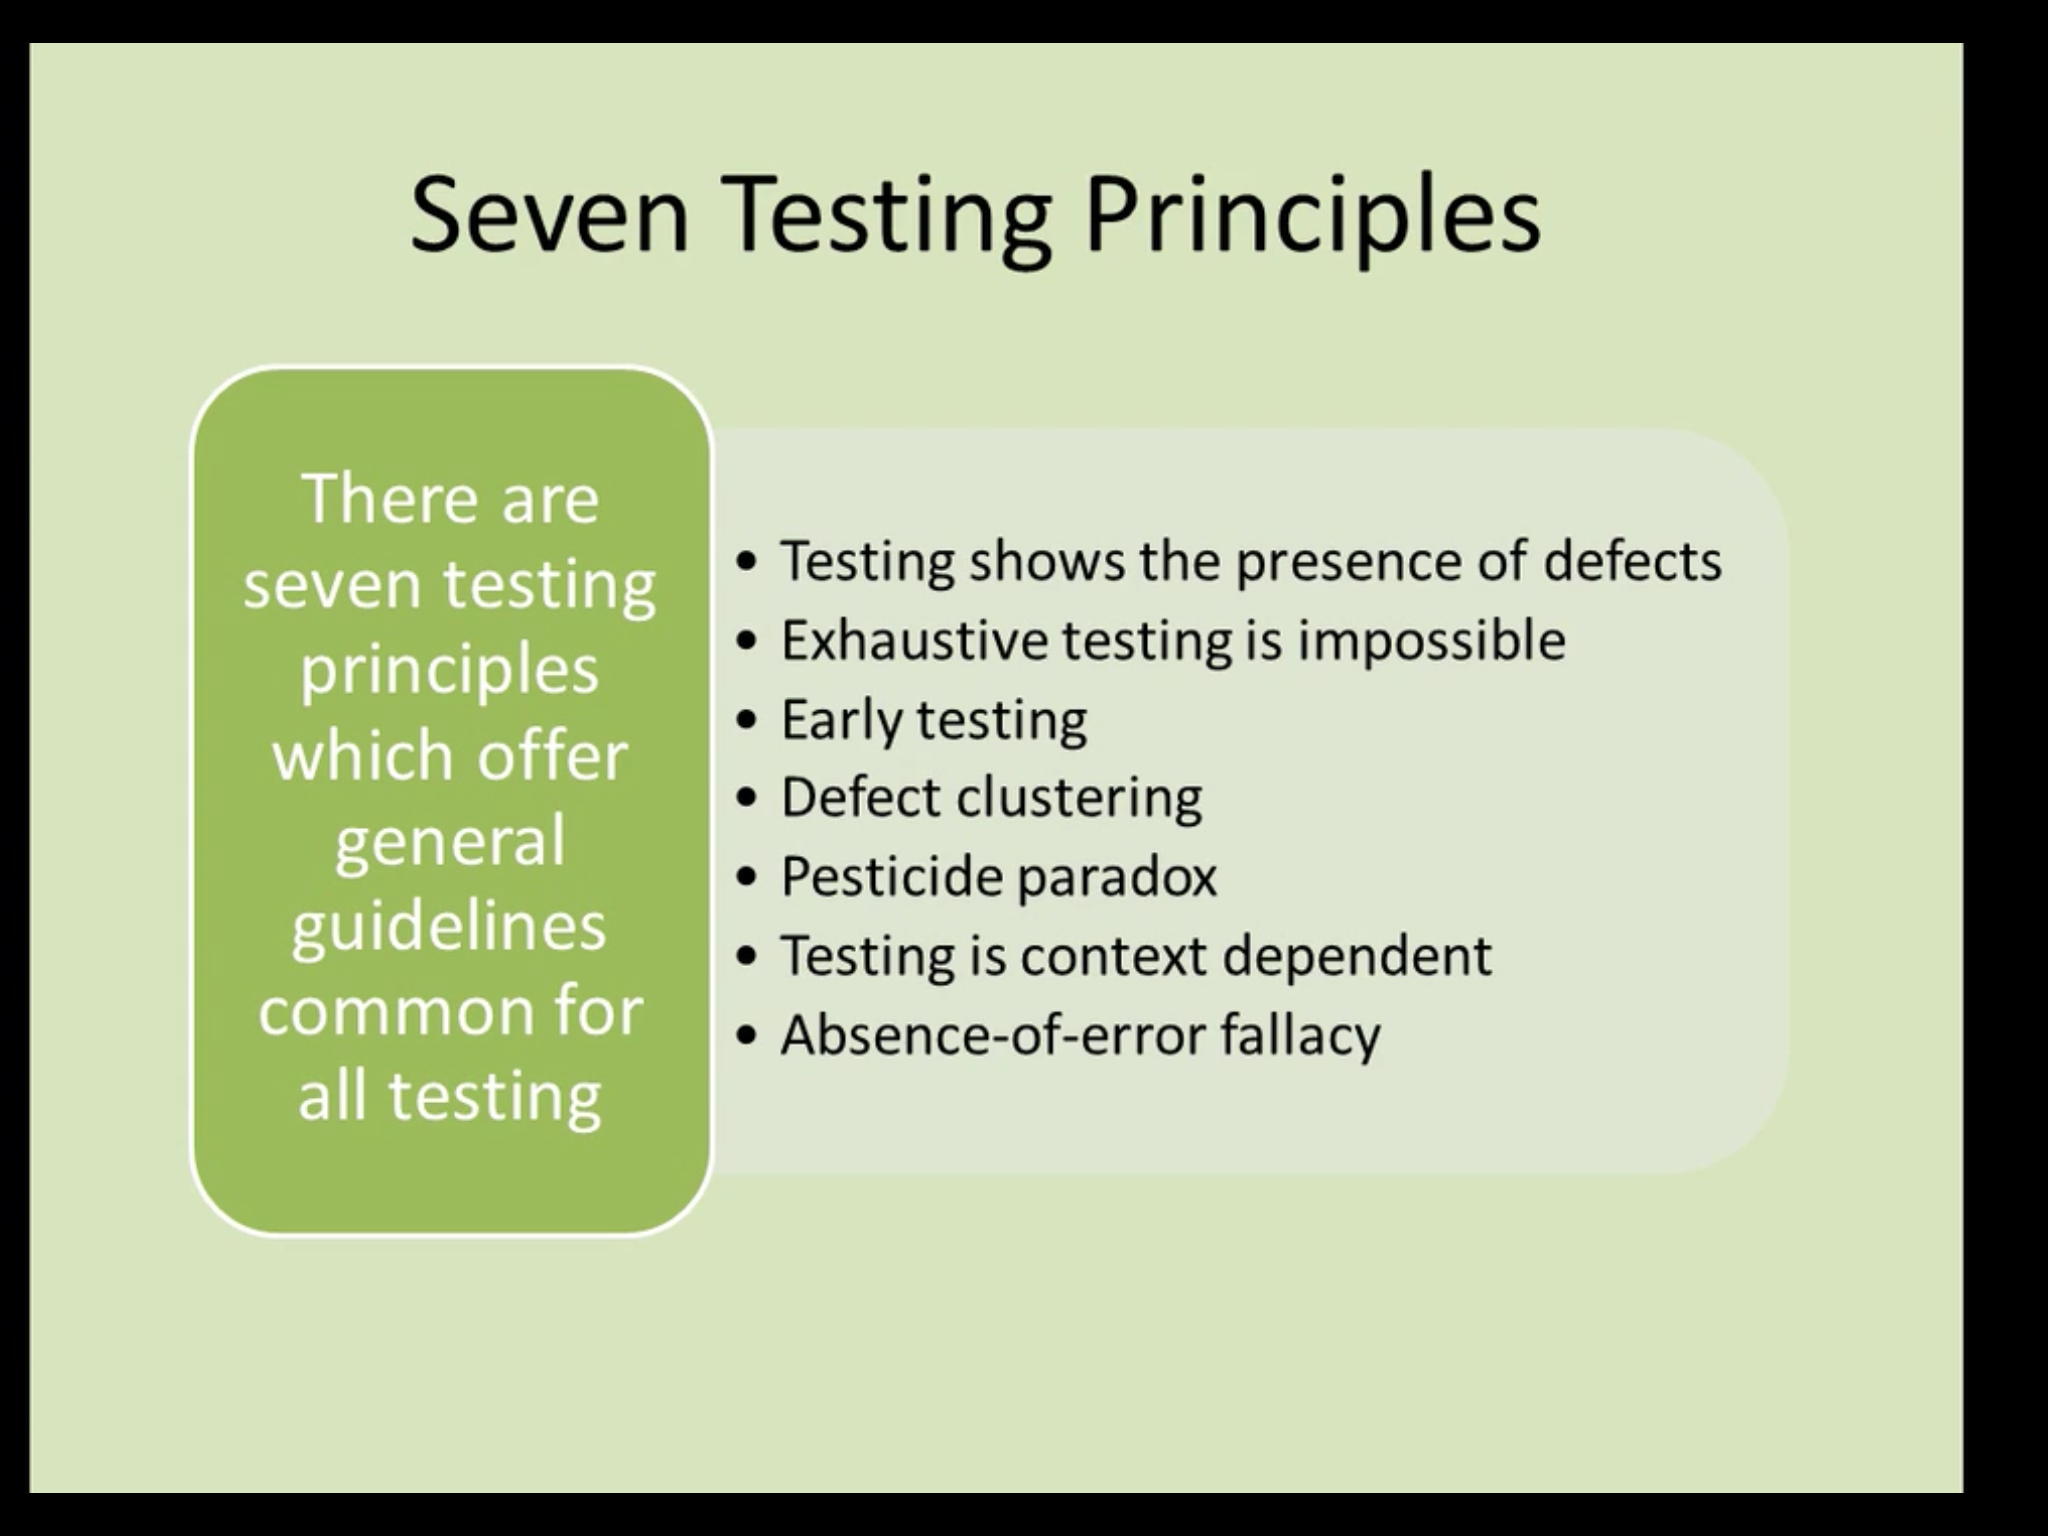 Seven Testing Principles
There are
seven testing
principles
which offer
general
guidelines
common for
all testing
• Testing shows the presence of defects
• Exhaustive testing is impossible
• Early testing
• Defect clustering
• Pesticide paradox
• Testing is context dependent
• Absence-of-error fallacy